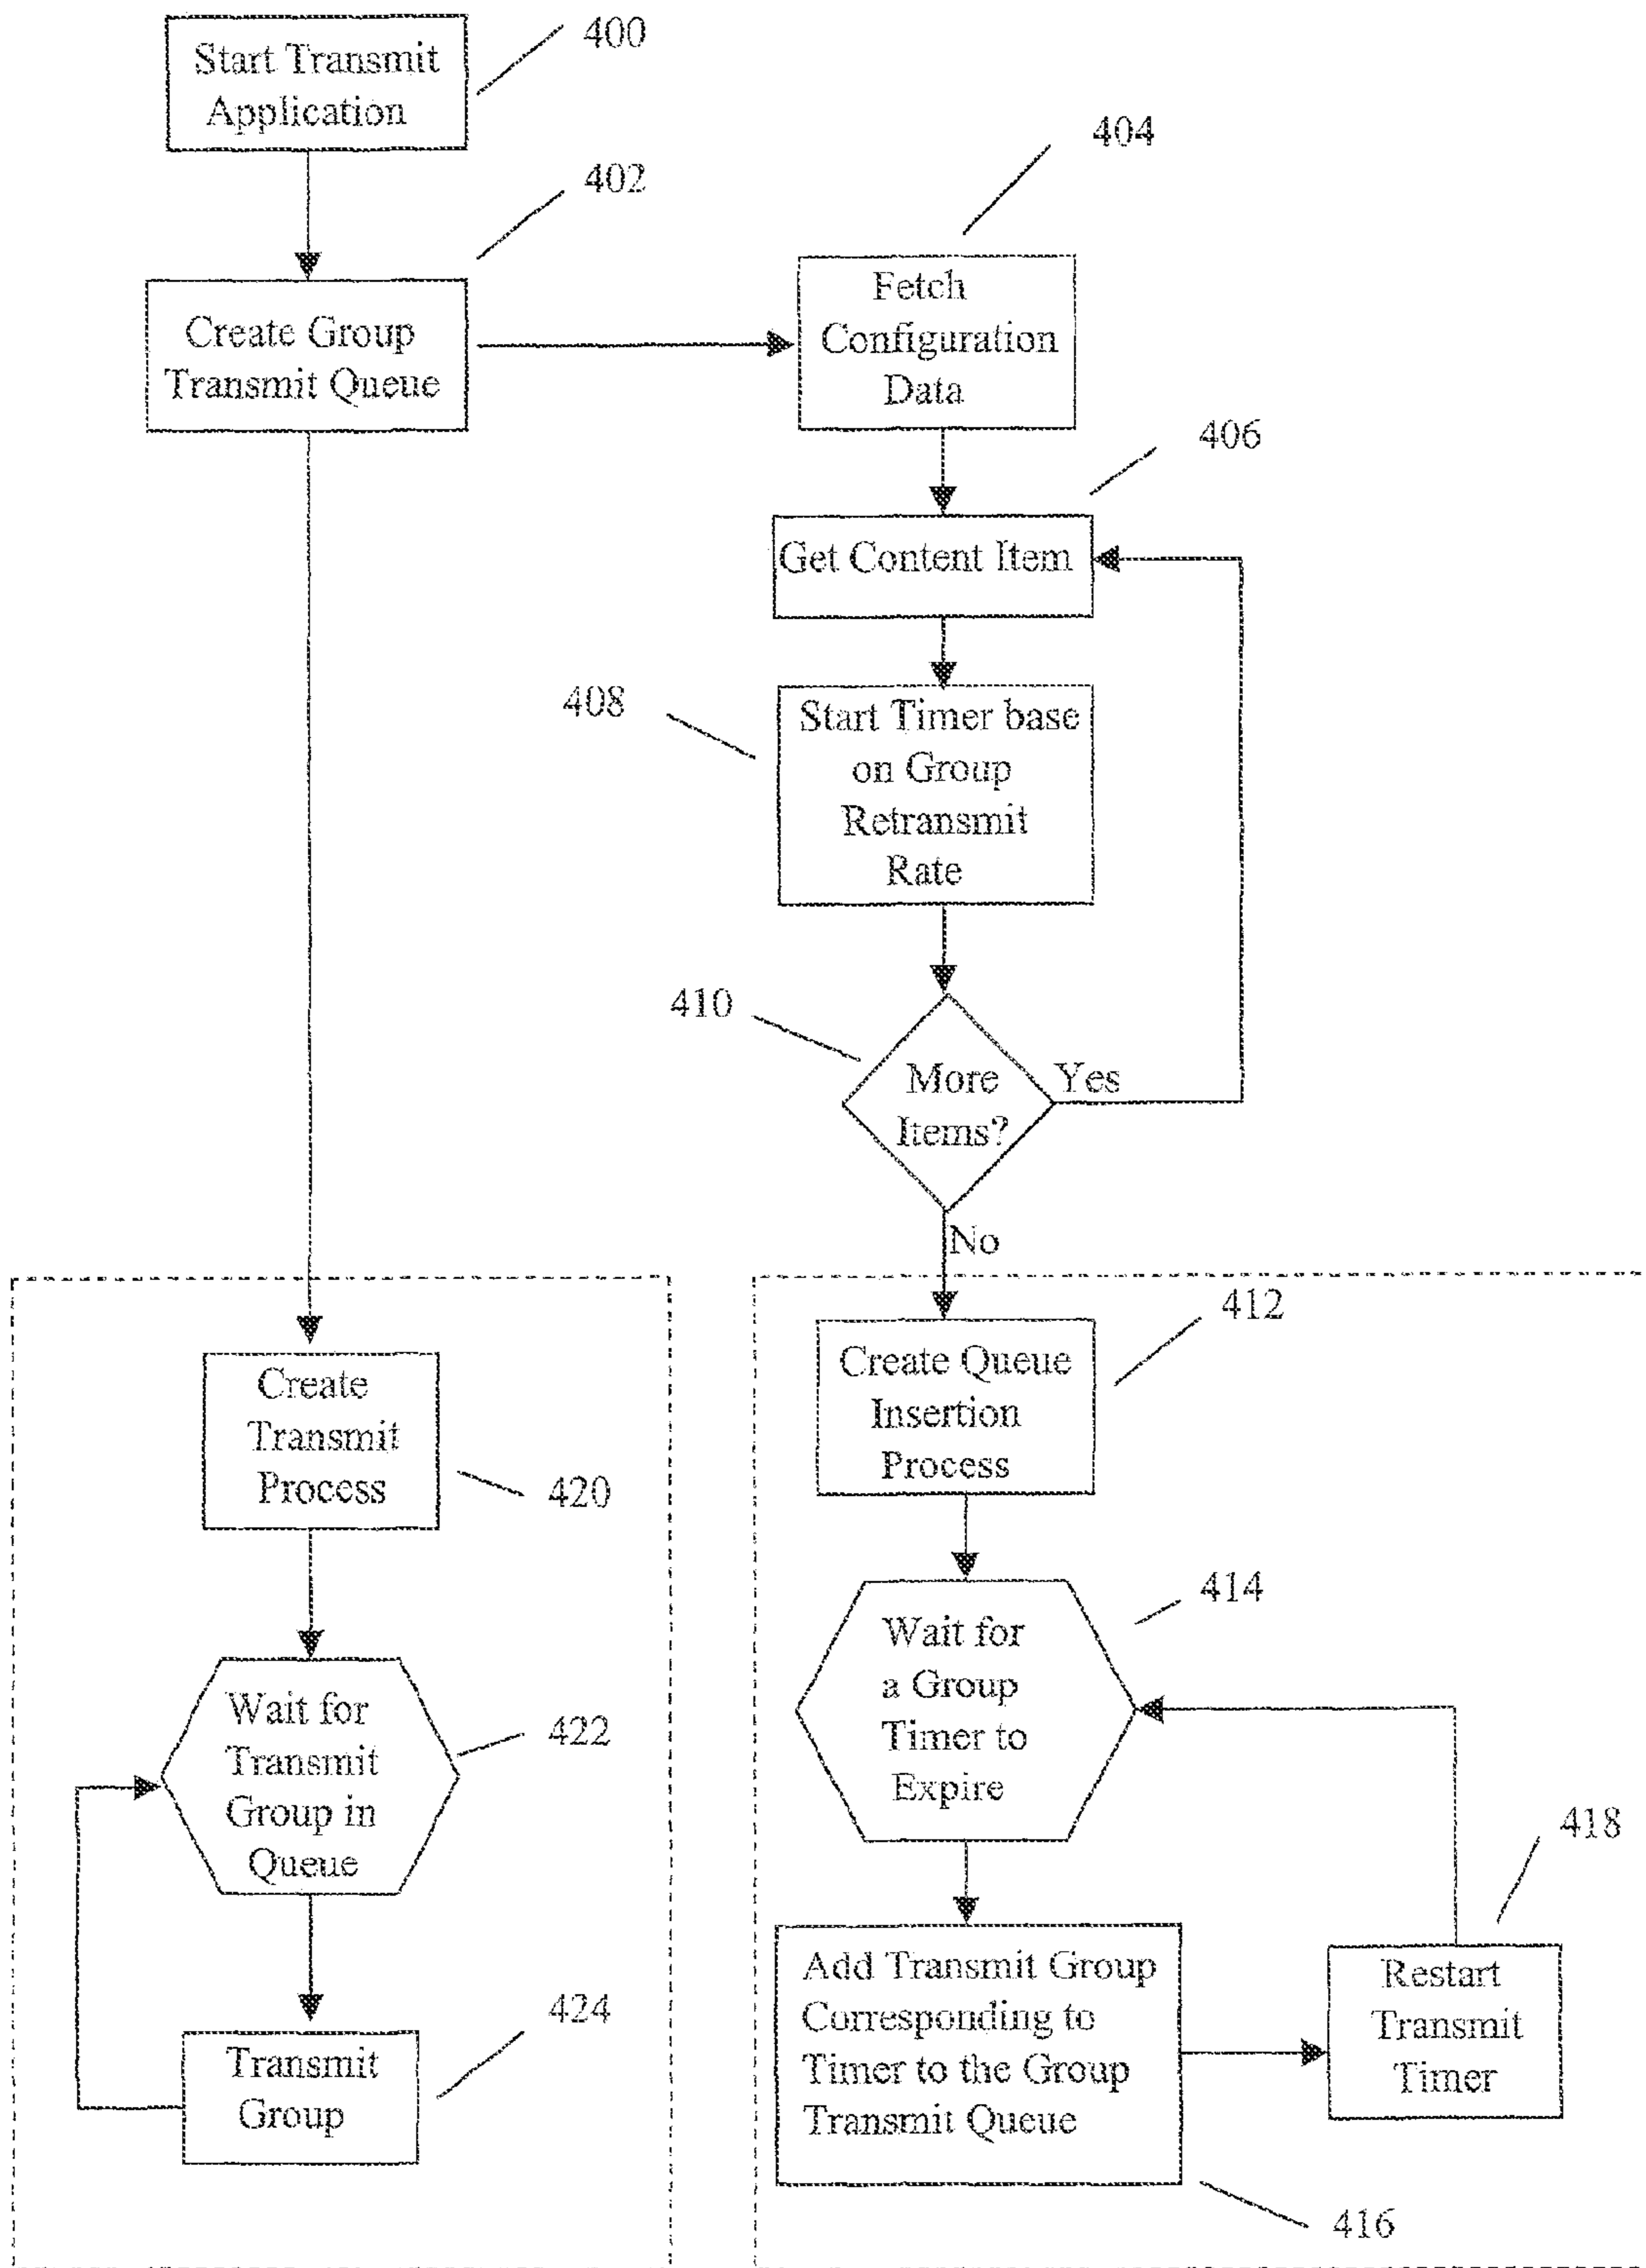 Start Transmit
Application
400
402
Create Group
Transmit Queue
404
Fetch
Configuration
Data
406
Get Content Item
408
Start Timer base
on Group
Retransmit
Rate
410
More
Items?
Yes
No
412
Create Queue
Insertion
Process
414
Wait for
a Group
Timer to
Expire
416
Add Transmit Group
Corresponding to
Timer to the Group
Transmit Queue
418
Restart
Transmit
Timer
Create
Transmit
Process
420
Wait for
Transmit
Group in
Queue
422
Transmit
Group
424